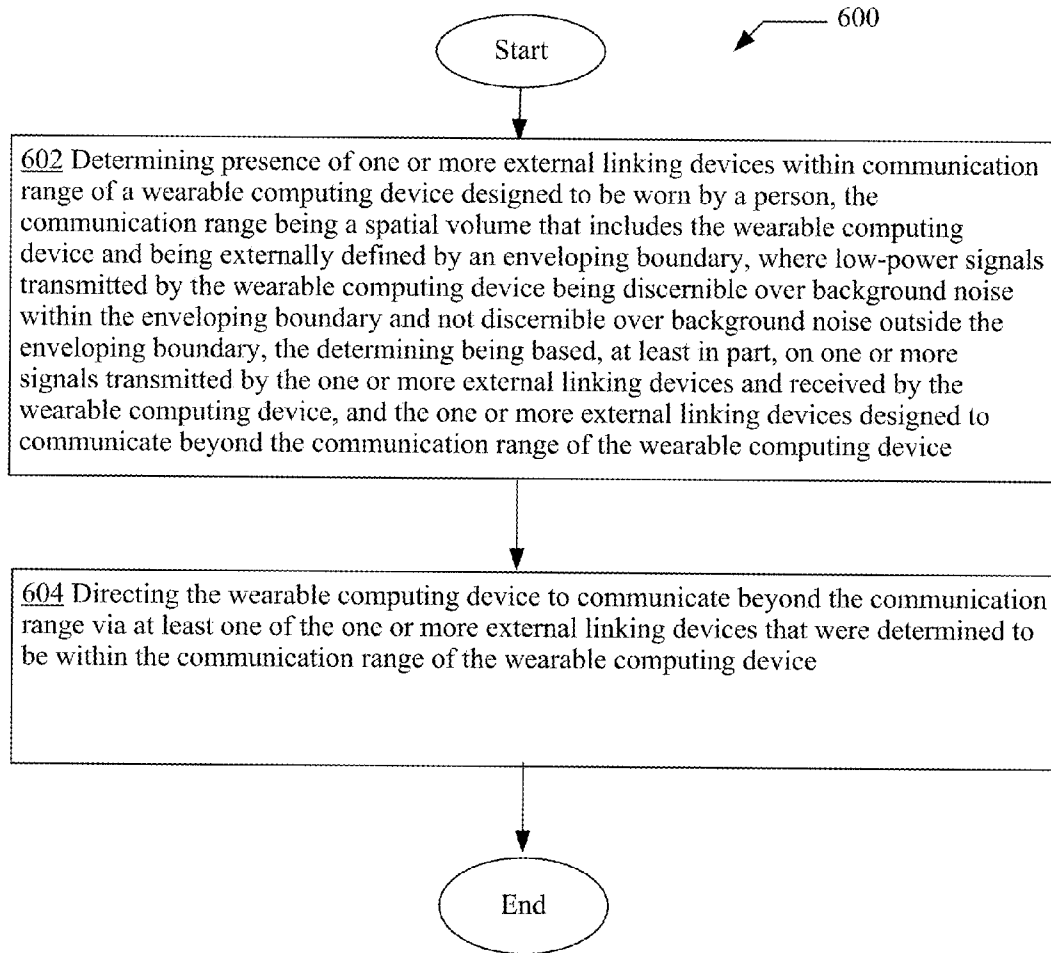 600
Start
602 Determining presence of one or more external linking devices within communication
range of a wearable computing device designed to be worn by a person, the
communication range being a spatial volume that includes the wearable computing
device and being externally defined by an enveloping boundary, where low-power signals
transmitted by the wearable computing device being discernible over background noise
within the enveloping boundary and not discernible over background noise outside the
enveloping boundary, the determining being based, at least in part, on one or more
signals transmitted by the one or more external linking devices and received by the
wearable computing device, and the one or more external linking devices designed to
communicate beyond the communication range of the wearable computing device
604 Directing the wearable computing device to communicate beyond the communication
range via at least one of the one or more external linking devices that were determined to
be within the communication range of the wearable computing device
End